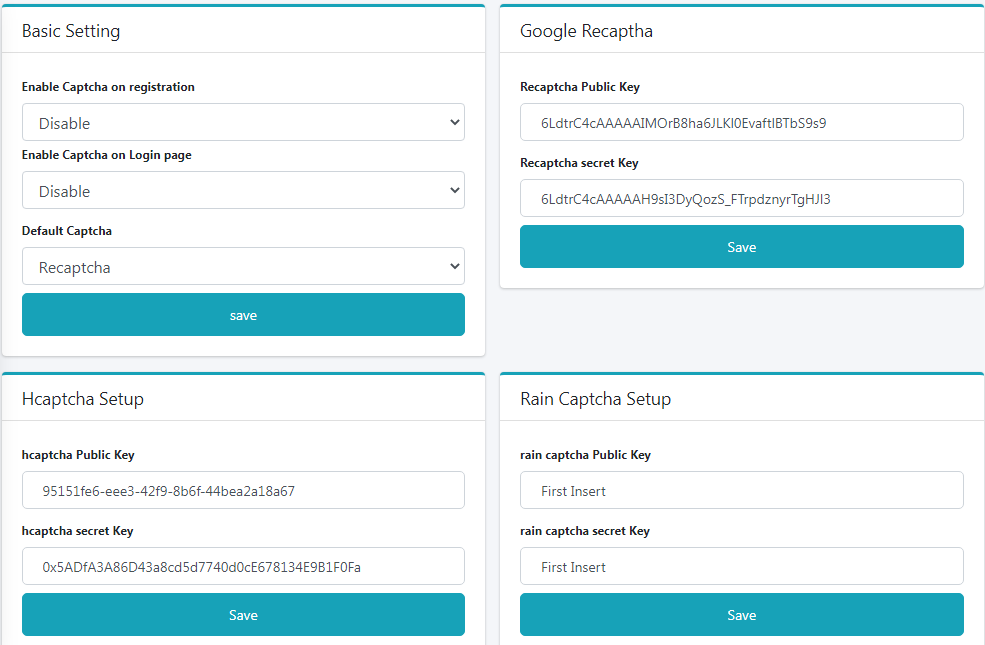 Basic Setting
Enable Captcha on registration
Disable
Enable Captcha on Login page
Disable
Default Captcha
Recaptcha
save
Google Recaptha
Recaptcha Public Key
6LdtrC4cAAAAAIMOrB8ha6JLKl0EvaftlBTbS9s9
Recaptcha secret Key
6LdtrC4cAAAAAH9sI3DyQozS_FTrpdznyrTgHJI3
Save
Hcaptcha Setup
hcaptcha Public Key
95151fe6-eee3-42f9-8b6f-44bea2a18a67
hcaptcha secret Key
0x5ADfA3A86D43a8cd5d7740d0cE678134E9B1F0Fa
Save
Rain Captcha Setup
rain captcha Public Key
First Insert
rain captcha secret Key
First Insert
Save